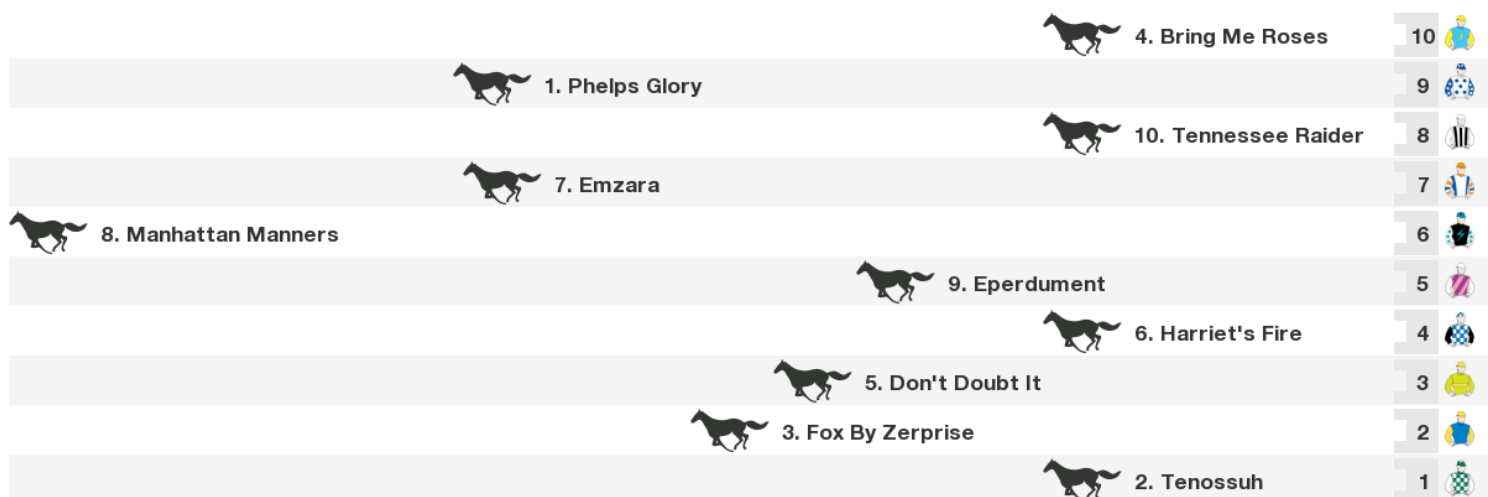 4. Bring Me Roses 10
1. Phelps Glory 9
10. Tennessee Raider 8
7. Emzara 7
8. Manhattan Manners 6
9. Eperdument 5
6. Harriet's Fire 4
5. Don't Doubt It 3
3. Fox By Zerprise 2
2. Tenossuh 1